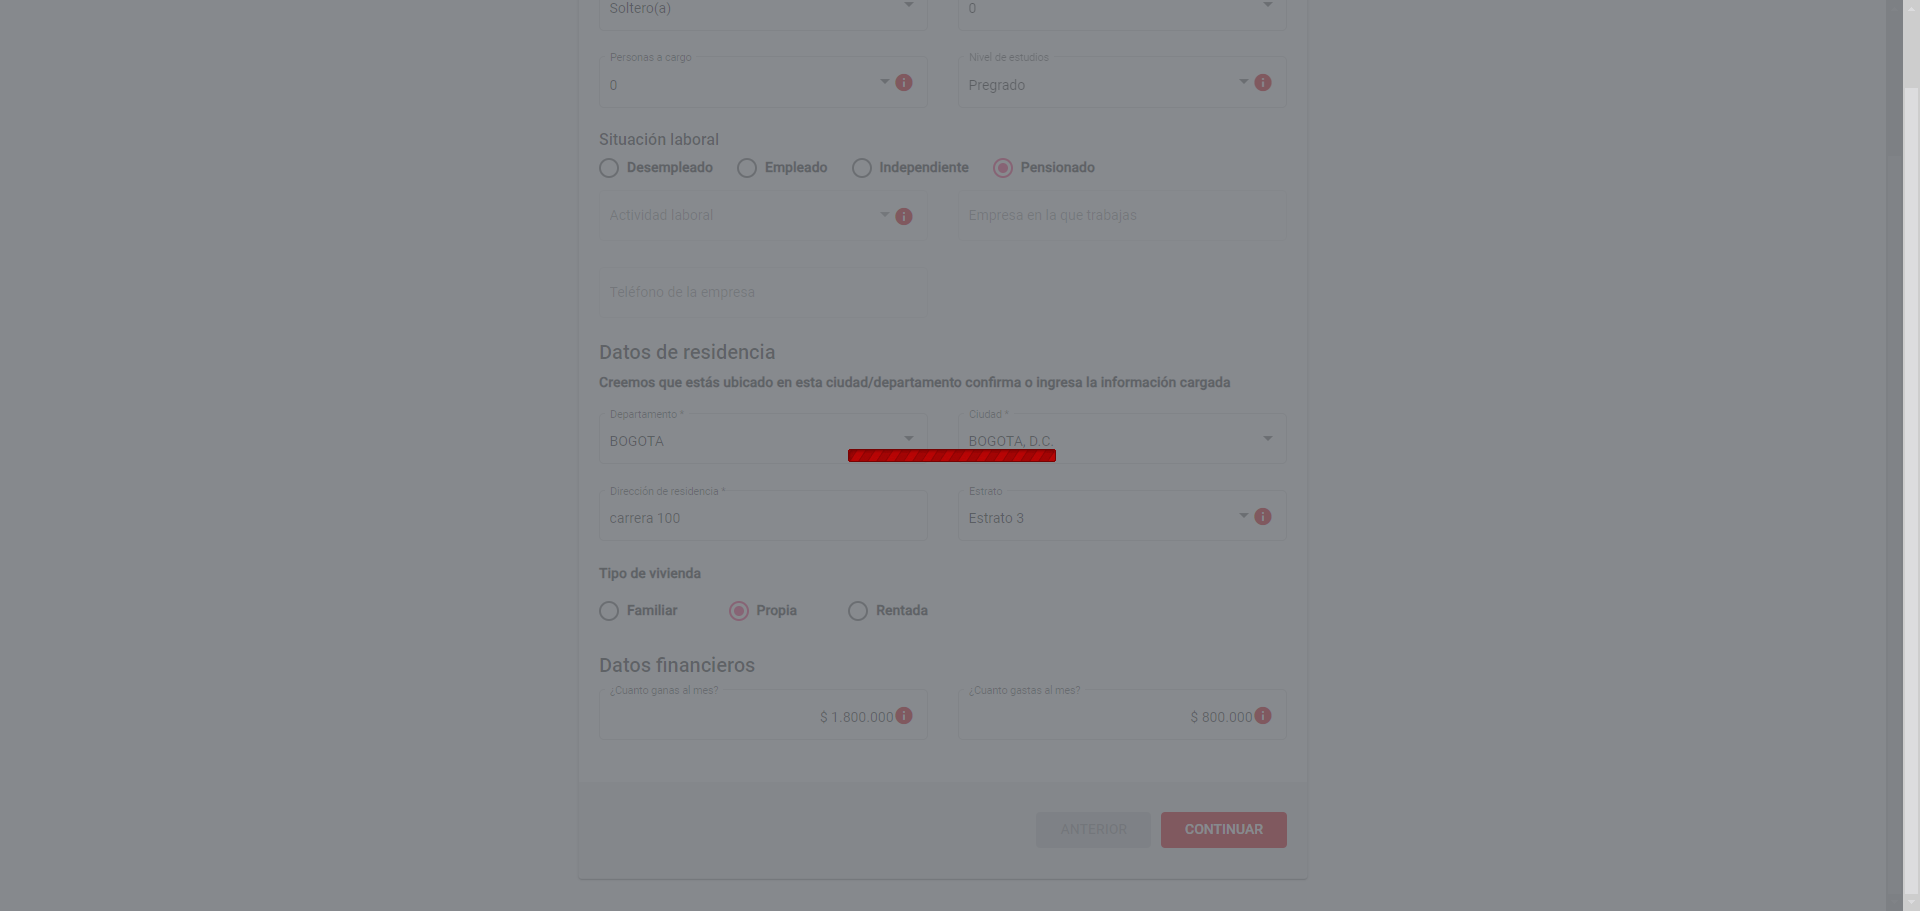 Soltero(a) 0
Personas a cargo Nivel de estudios
0 Pregrado
Situación laboral
Desempleado Empleado Independiente Pensionado
Actividad laboral Empresa en la que trabajas
Teléfono de la empresa
Datos de residencia
Creemos que estás ubicado en esta ciudad/departamento confirma o ingresa la información cargada
Departamento * Ciudad *
BOGOTA BOGOTA, D.C.
Dirección de residencia * Estrato
carrera 100 Estrato 3
Tipo de vivienda
Familiar Propia Rentada
Datos financieros
¿Cuanto ganas al mes? ¿Cuanto gastas al mes?
$ 1.800.000 $ 800.000
ANTERIOR CONTINUAR